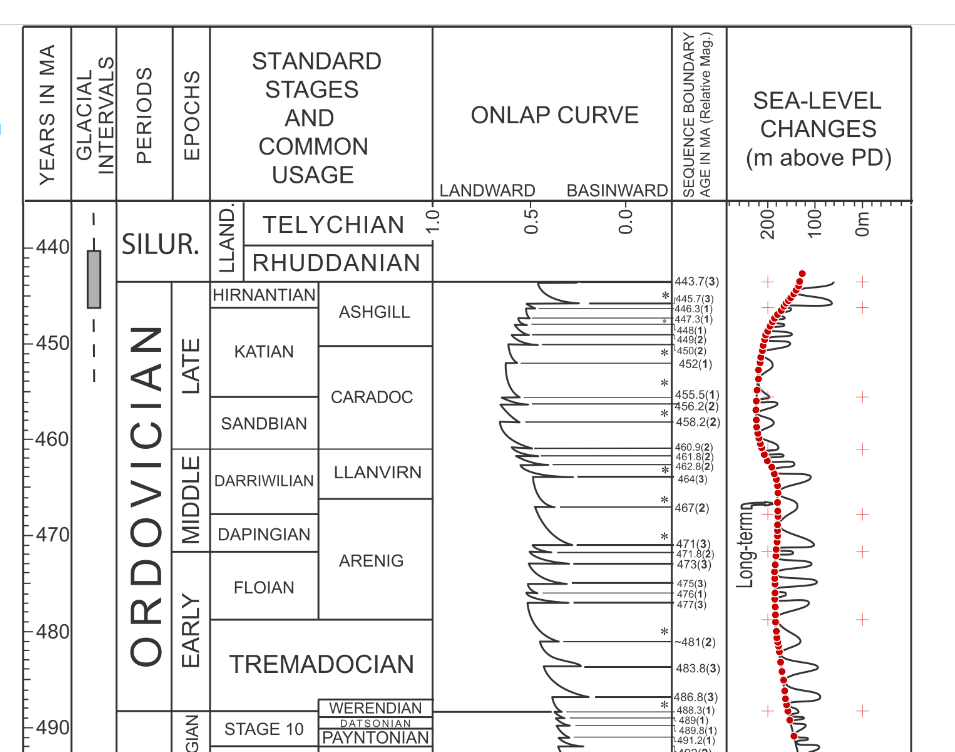 YEARS IN MA
GLACIAL
INTERVALS
PERIODS
EPOCHS
STANDARD
STAGES
AND
COMMON
USAGE
ONLAP CURVE
LANDWARD BASINWARD
SEQUENCE BOUNDARY
AGE IN MA (Relative Mag.)
SEA-LEVEL
CHANGES
(m above PD)
1.0 0.5 0.0
200 100 0m
440
450
460
470
480
490
SILUR.
ORDOVICIAN
LLAND.
LATE
MIDDLE
EARLY
GIAN
TELYCHIAN
RHUDDANIAN
HIRNANTIAN
KATIAN
SANDBIAN
DARRIWILIAN
DAPINGIAN
FLOIAN
ASHGILL
CARADOC
LLANVIRN
ARENIG
TREMADOCIAN
WERENDIAN
STAGE 10
DATSONIAN
PAYNTONIAN
443.7(3)
* 445.7(3)
446.3(1)
* 447.3(1)
448(1)
449(2)
* 450(2)
452(1)
* 455.5(1)
456.2(2)
* 458.2(2)
460.9(2)
461.8(2)
462.8(2)
* 464(3)
* 467(2)
* 471(3)
471.8(2)
473(3)
475(3)
476(1)
477(3)
* ~481(2)
483.8(3)
486.8(3)
* 488.3(1)
489(1)
489.8(1)
491.2(1)
Long-term